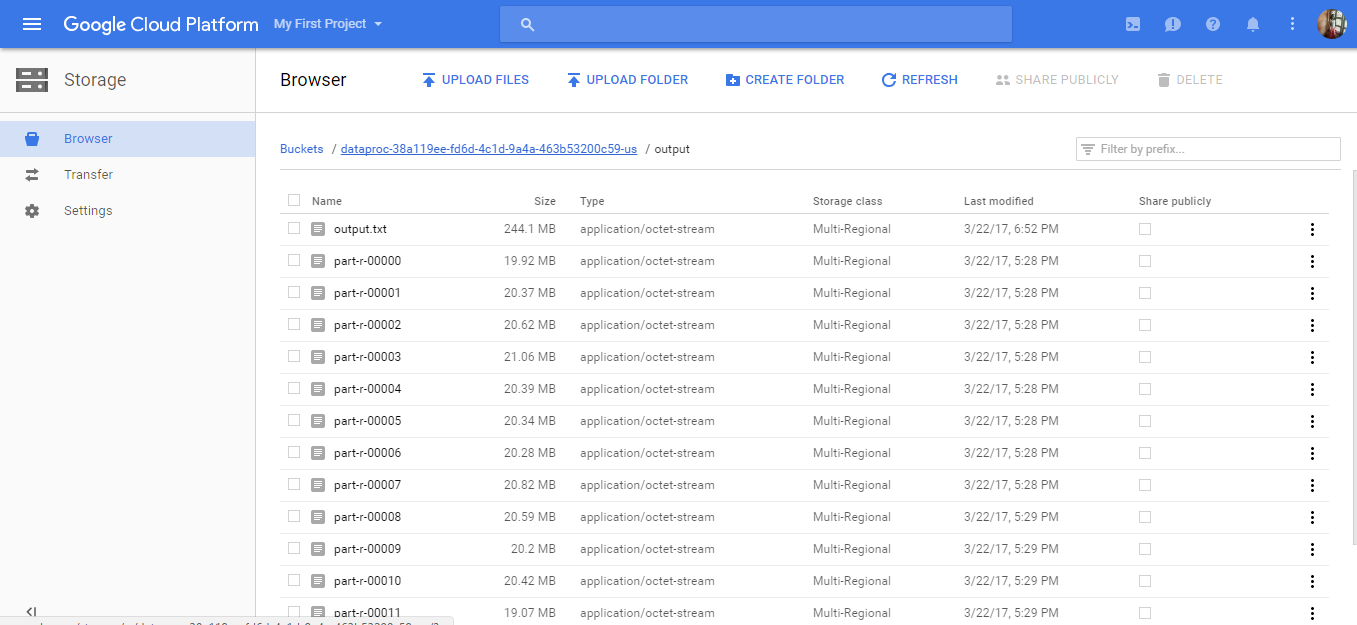 Google Cloud Platform My First Project
Storage
Browser UPLOAD FILES UPLOAD FOLDER CREATE FOLDER REFRESH SHARE PUBLICLY DELETE
Browser
Transfer
Settings
Buckets / dataproc-38a119ee-fd6d-4c1d-9a4a-463b53200c59-us / output
Filter by prefix...
Name Size Type Storage class Last modified Share publicly
output.txt 244.1 MB application/octet-stream Multi-Regional 3/22/17, 6:52 PM
part-r-00000 19.92 MB application/octet-stream Multi-Regional 3/22/17, 5:28 PM
part-r-00001 20.37 MB application/octet-stream Multi-Regional 3/22/17, 5:28 PM
part-r-00002 20.62 MB application/octet-stream Multi-Regional 3/22/17, 5:28 PM
part-r-00003 21.06 MB application/octet-stream Multi-Regional 3/22/17, 5:28 PM
part-r-00004 20.39 MB application/octet-stream Multi-Regional 3/22/17, 5:28 PM
part-r-00005 20.34 MB application/octet-stream Multi-Regional 3/22/17, 5:28 PM
part-r-00006 20.28 MB application/octet-stream Multi-Regional 3/22/17, 5:28 PM
part-r-00007 20.82 MB application/octet-stream Multi-Regional 3/22/17, 5:28 PM
part-r-00008 20.59 MB application/octet-stream Multi-Regional 3/22/17, 5:29 PM
part-r-00009 20.2 MB application/octet-stream Multi-Regional 3/22/17, 5:29 PM
part-r-00010 20.42 MB application/octet-stream Multi-Regional 3/22/17, 5:29 PM
part-r-00011 19.07 MB application/octet-stream Multi-Regional 3/22/17, 5:29 PM